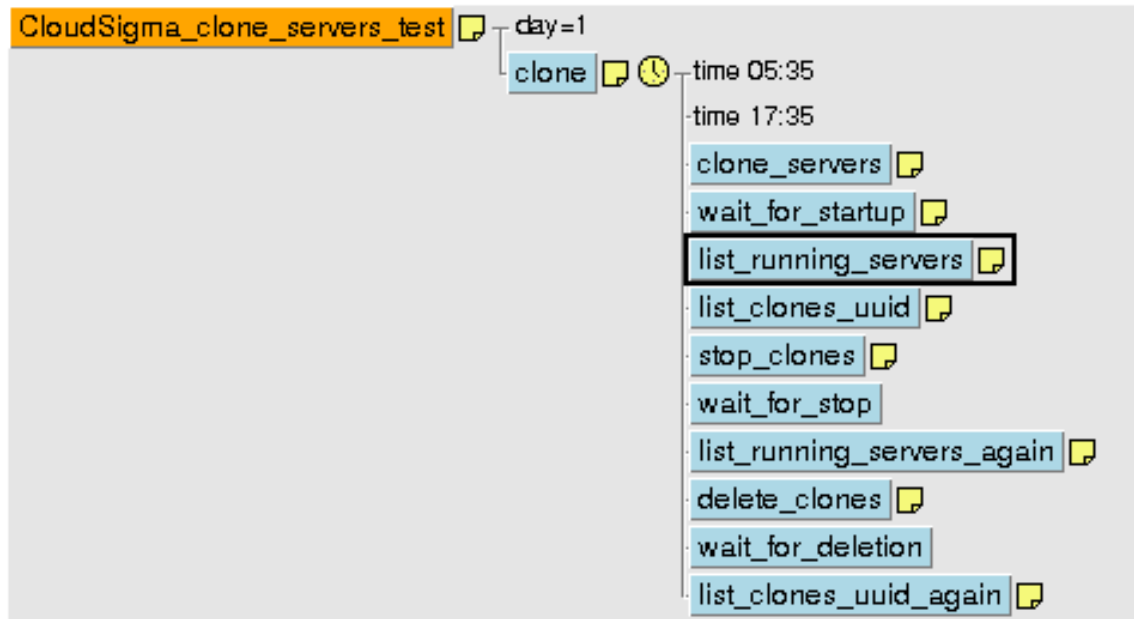 CloudSigma_clone_servers_test day=1
clone time 05:35
time 17:35
clone_servers
wait_for_startup
list_running_servers
list_clones_uuid
stop_clones
wait_for_stop
list_running_servers_again
delete_clones
wait_for_deletion
list_clones_uuid_again